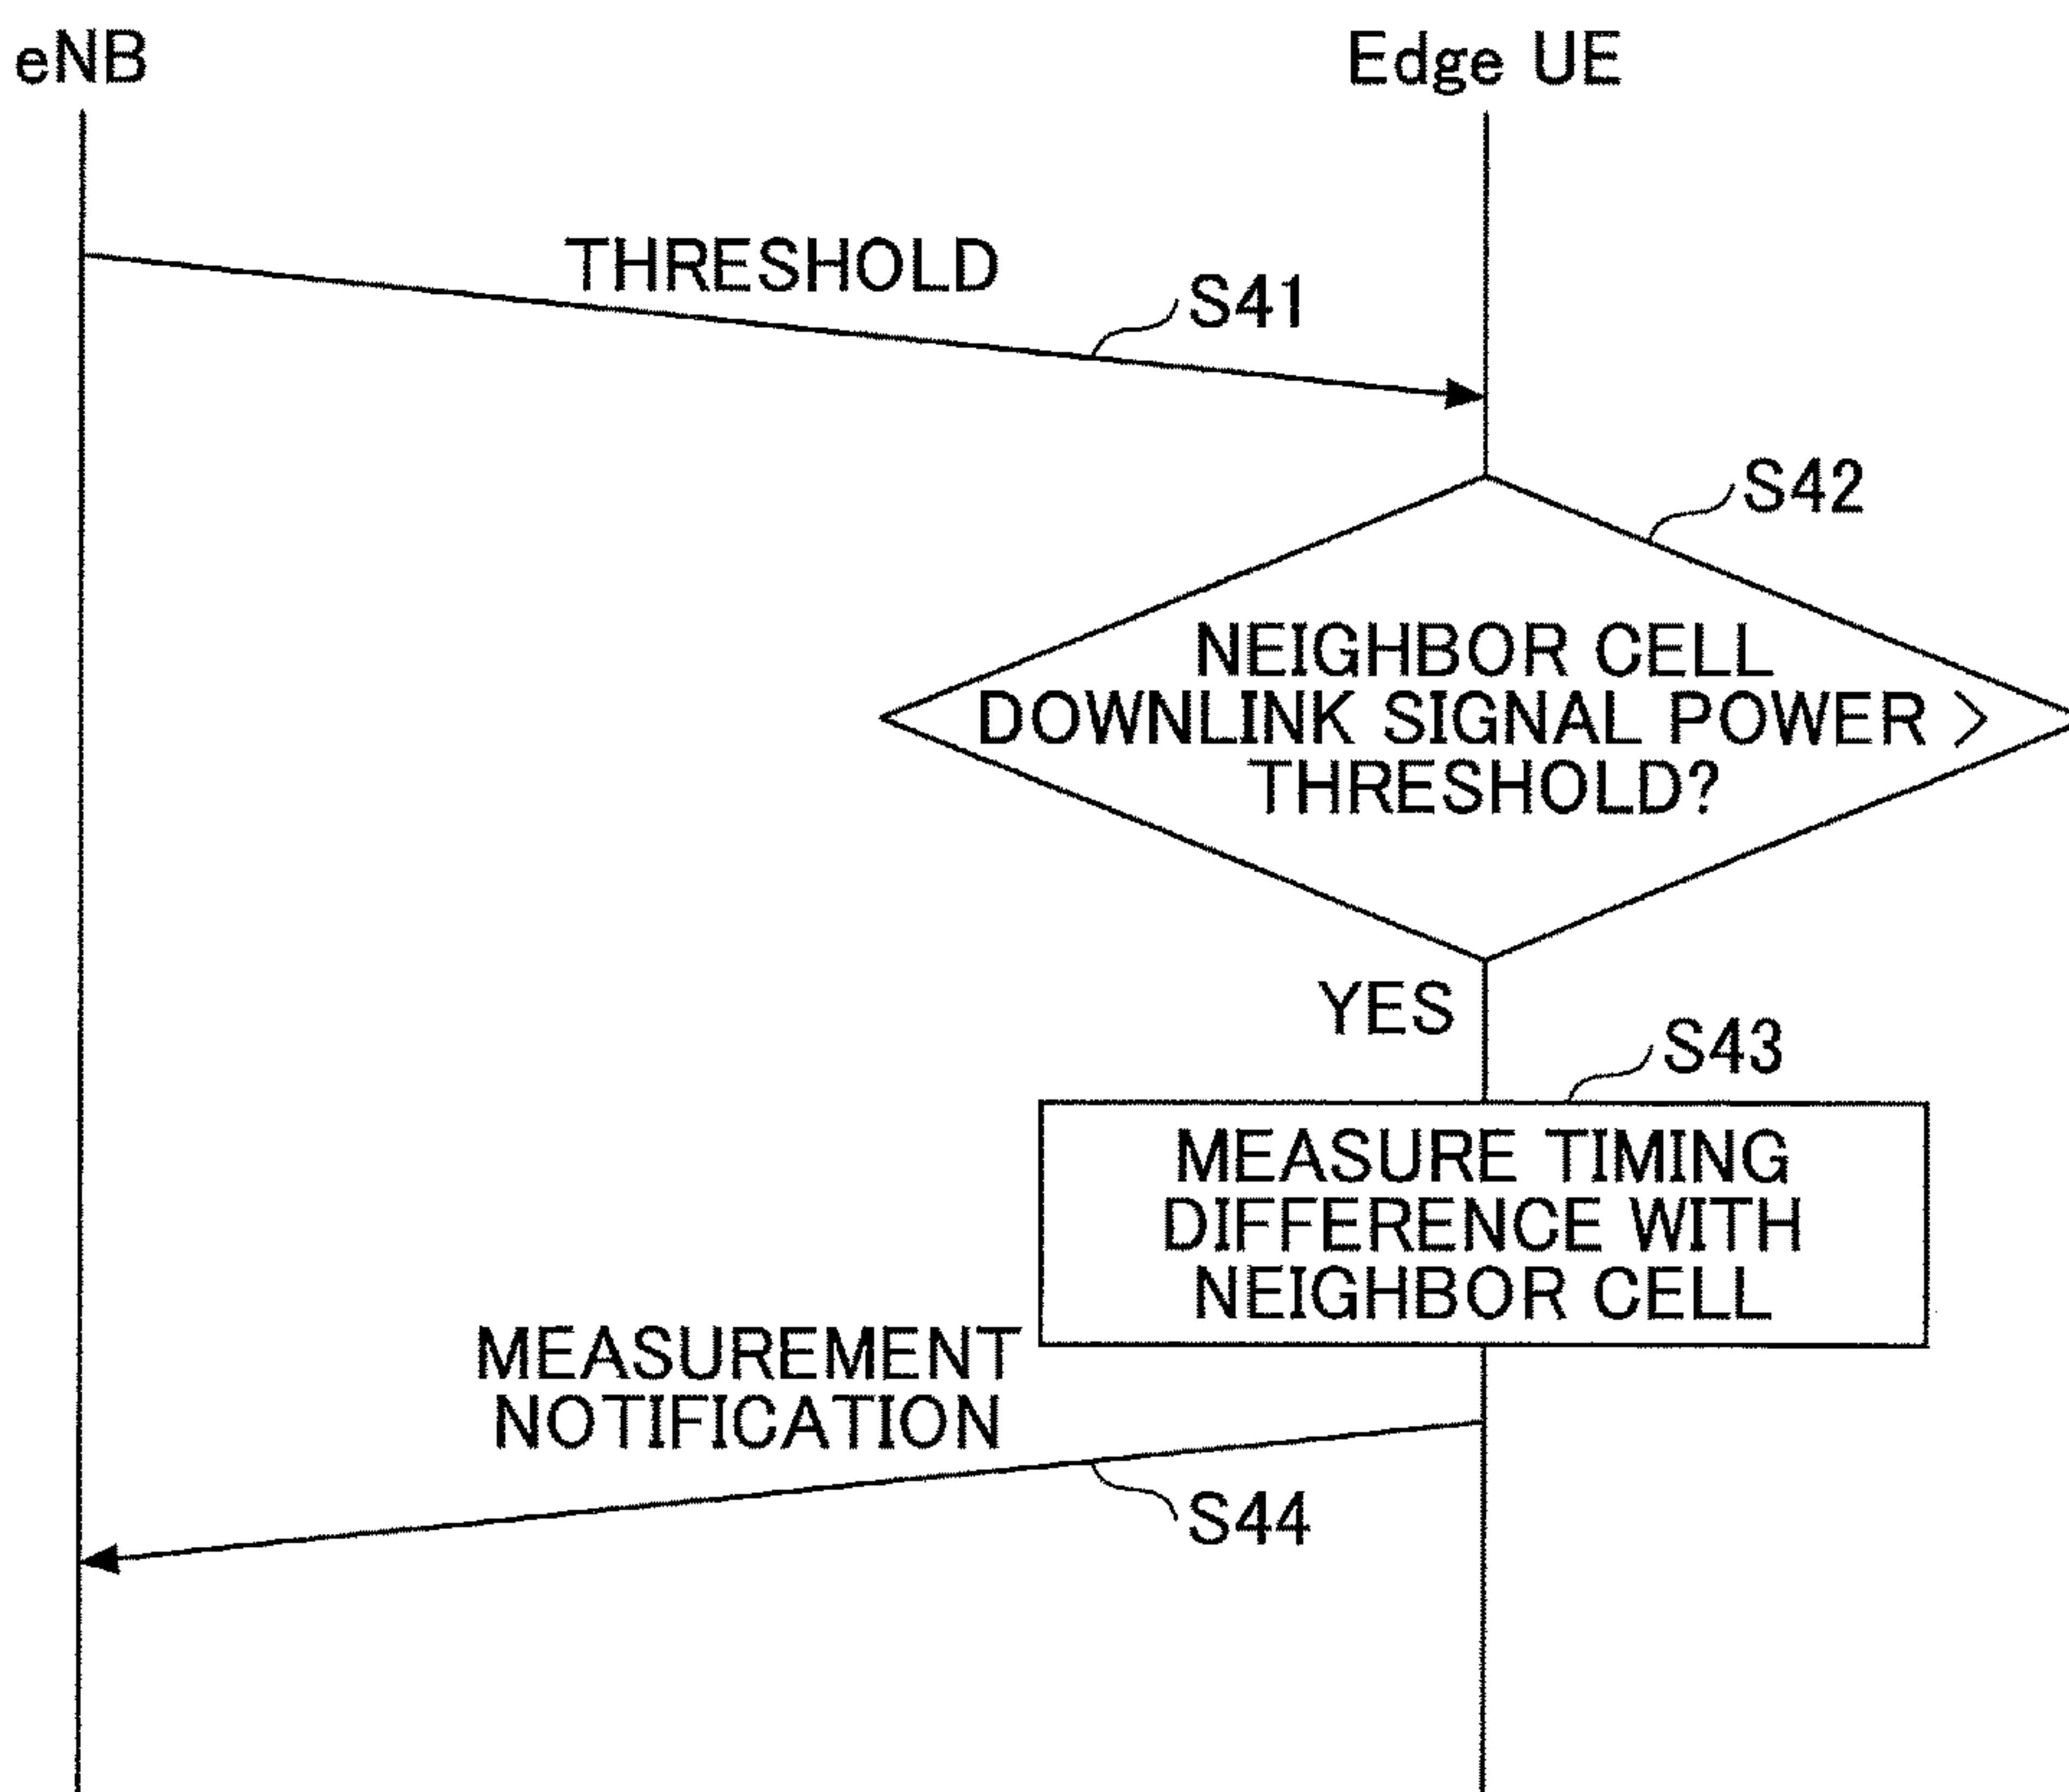 eNB
Edge UE
THRESHOLD
S41
S42
NEIGHBOR CELL
DOWNLINK SIGNAL POWER >
THRESHOLD?
YES
S43
MEASURE TIMING
DIFFERENCE WITH
NEIGHBOR CELL
MEASUREMENT
NOTIFICATION
S44